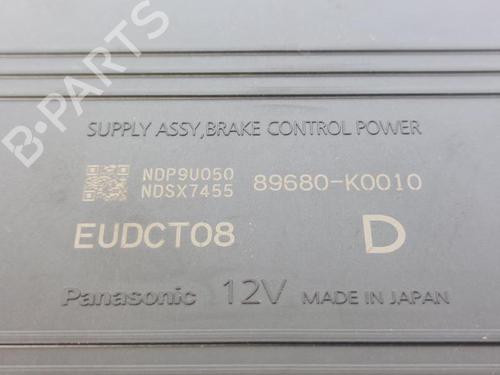 B-PARTS
SUPPLY ASSY,BRAKE CONTROL POWER
NDP9U050
NDSX7455 89680-K0010
EUDCT08 D
Panasonic 12V MADE IN JAPAN